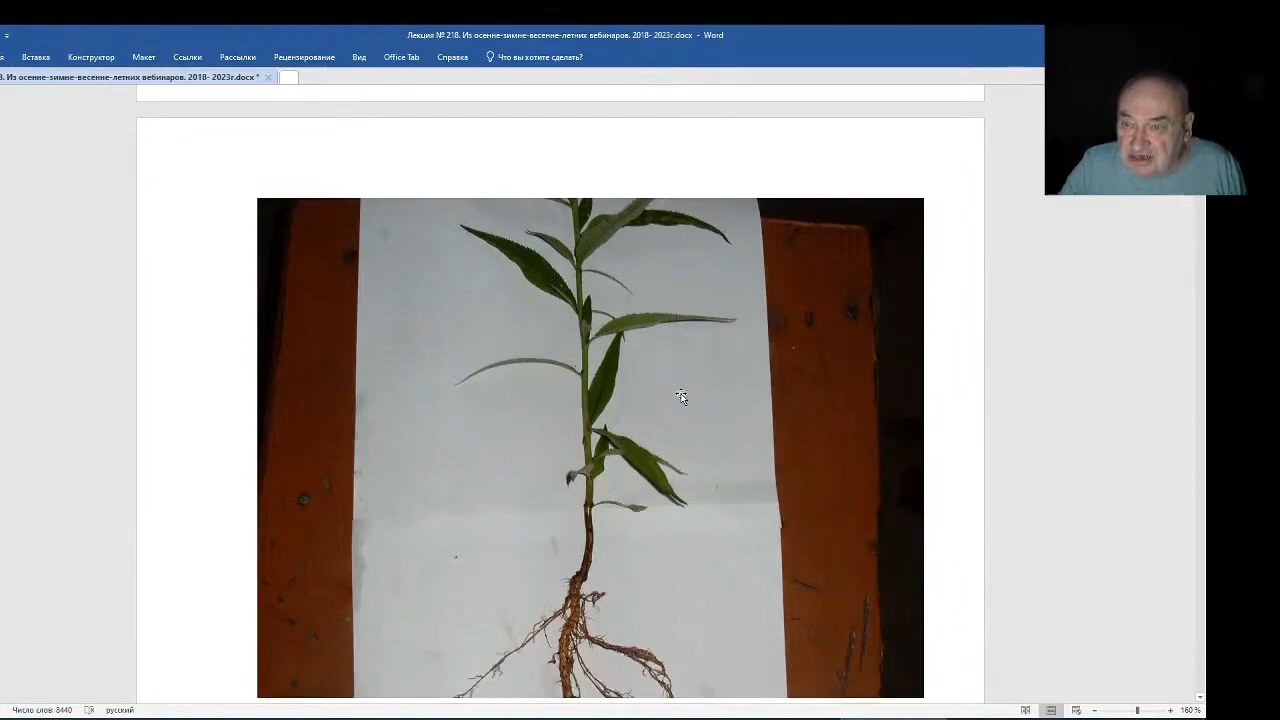 Лекция № 218. Из осенне-зимне-весенне-летних вебинаров. 2018- 2023г.docx - Word
я Вставка Конструктор Макет Ссылки Рассылки Рецензирование Вид Office Tab Справка Что вы хотите сделать?
8. Из осенне-зимне-весенне-летних вебинаров. 2018- 2023г.docx *
Число слов: 8440 русский 160 %